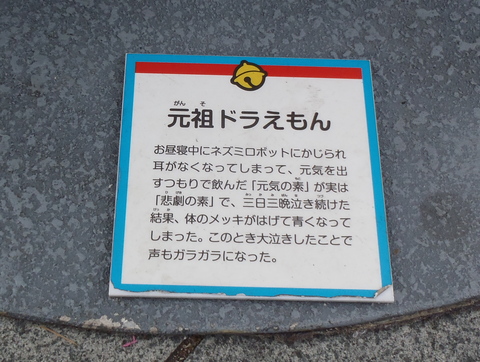 元祖ドラえもん
お昼寝中にネズミロボットにかじられ
耳がなくなってしまって、元気を出
すつもりで飲んだ「元気の素」が実は
「悲劇の素」で、三日三晩泣き続けた
結果、体のメッキがはげて青くなって
しまった。このとき大泣きしたことで
声もガラガラになった。